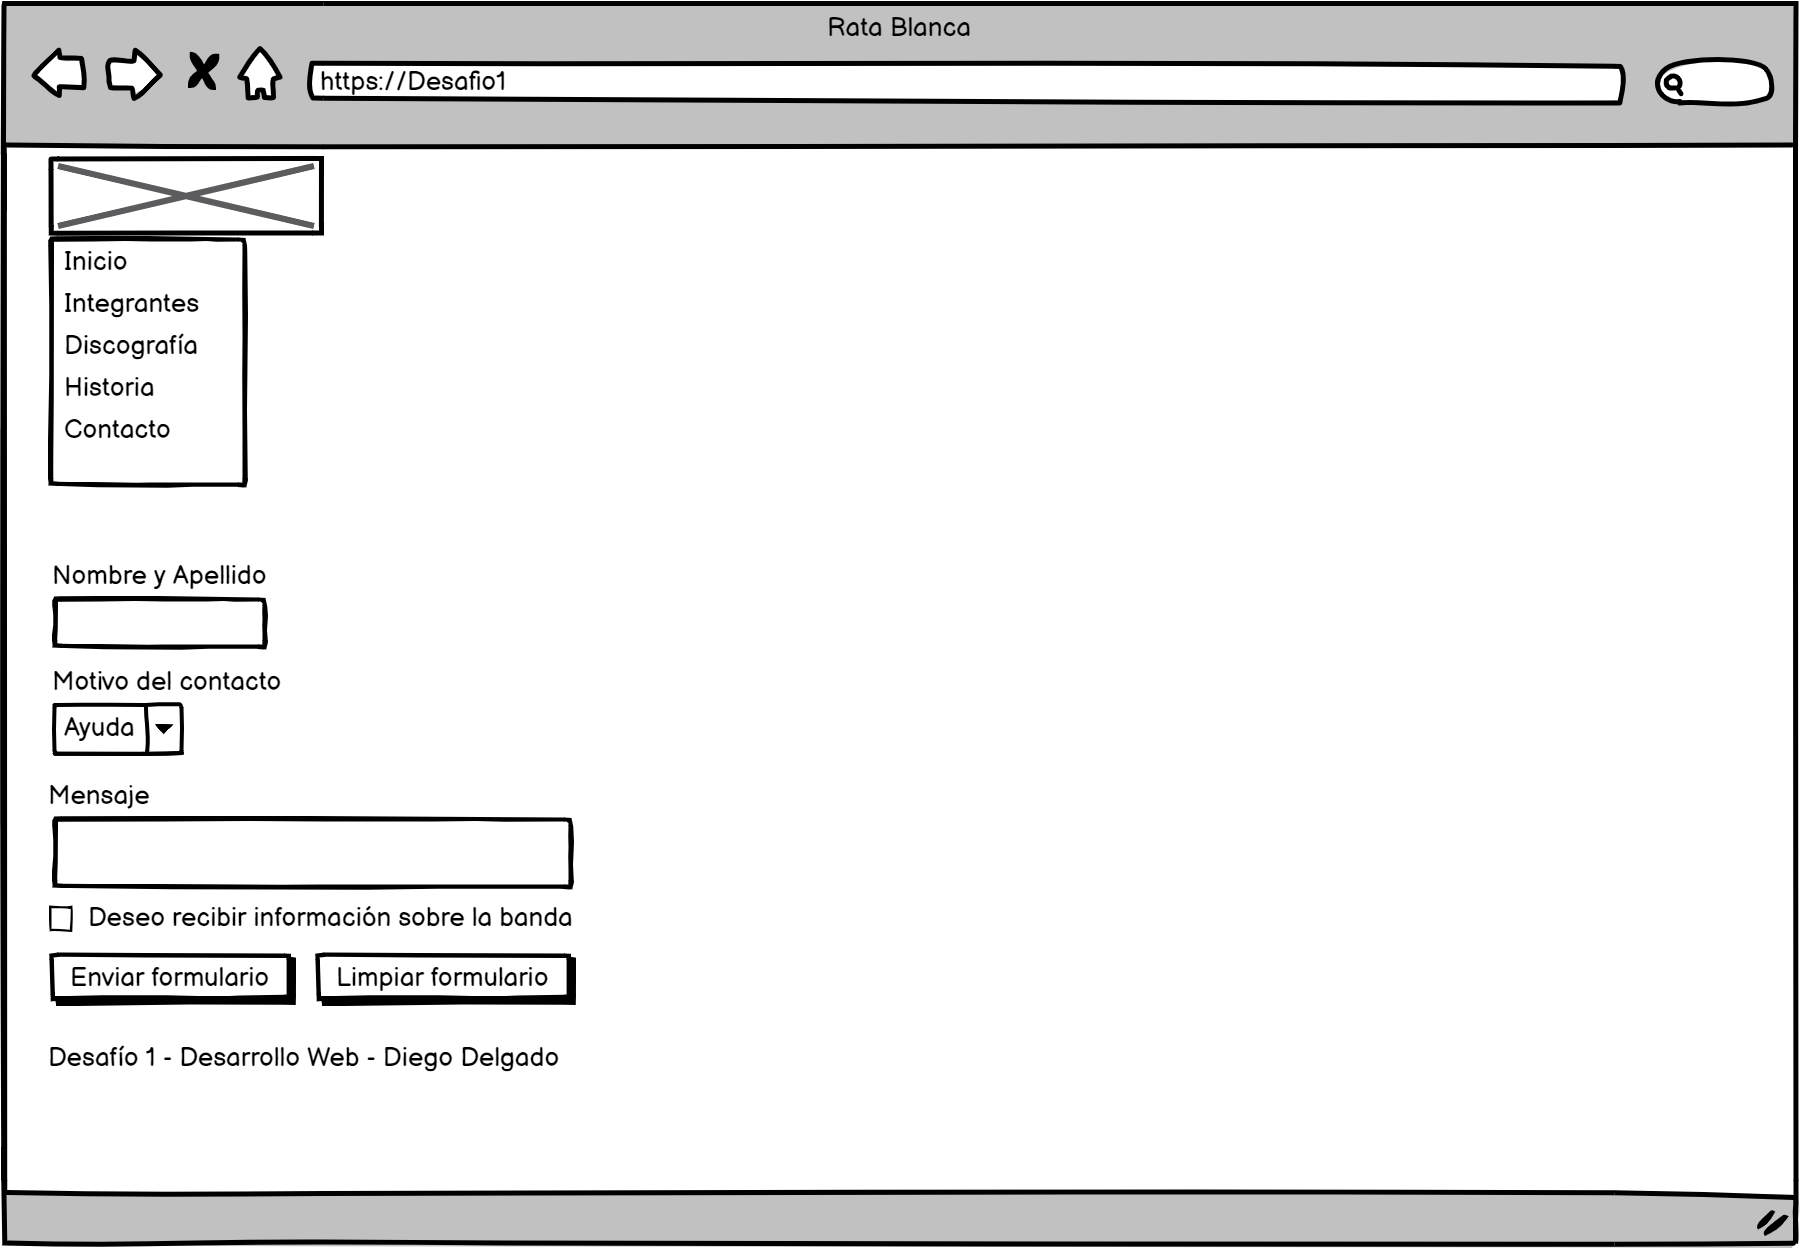 Rata Blanca
https://Desafio1
Inicio
Integrantes
Discografía
Historia
Contacto
Nombre y Apellido
Motivo del contacto
Ayuda
Mensaje
Deseo recibir información sobre la banda
Enviar formulario Limpiar formulario
Desafío 1 - Desarrollo Web - Diego Delgado